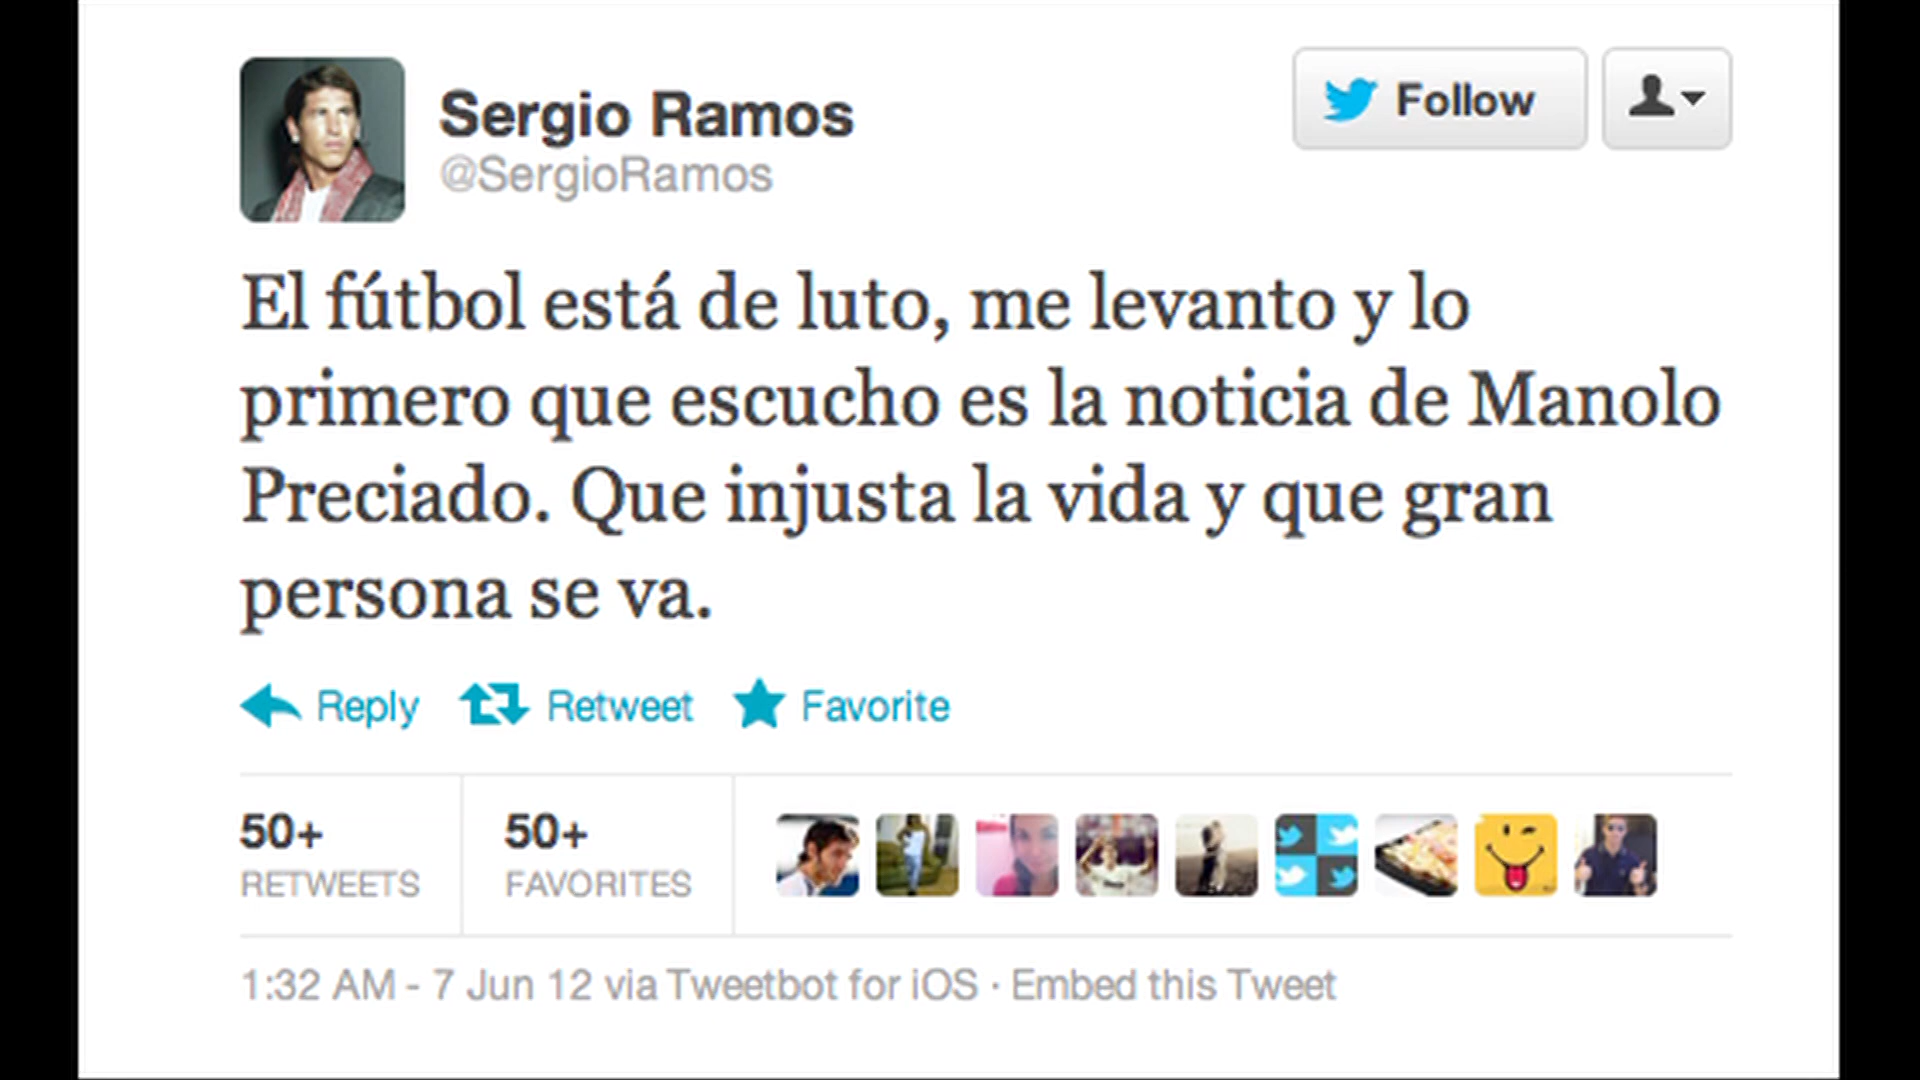 Sergio Ramos
@SergioRamos
Follow
El fútbol está de luto, me levanto y lo
primero que escucho es la noticia de Manolo
Preciado. Que injusta la vida y que gran
persona se va.
Reply Retweet Favorite
50+ 50+
RETWEETS FAVORITES
1:32 AM - 7 Jun 12 via Tweetbot for iOS · Embed this Tweet